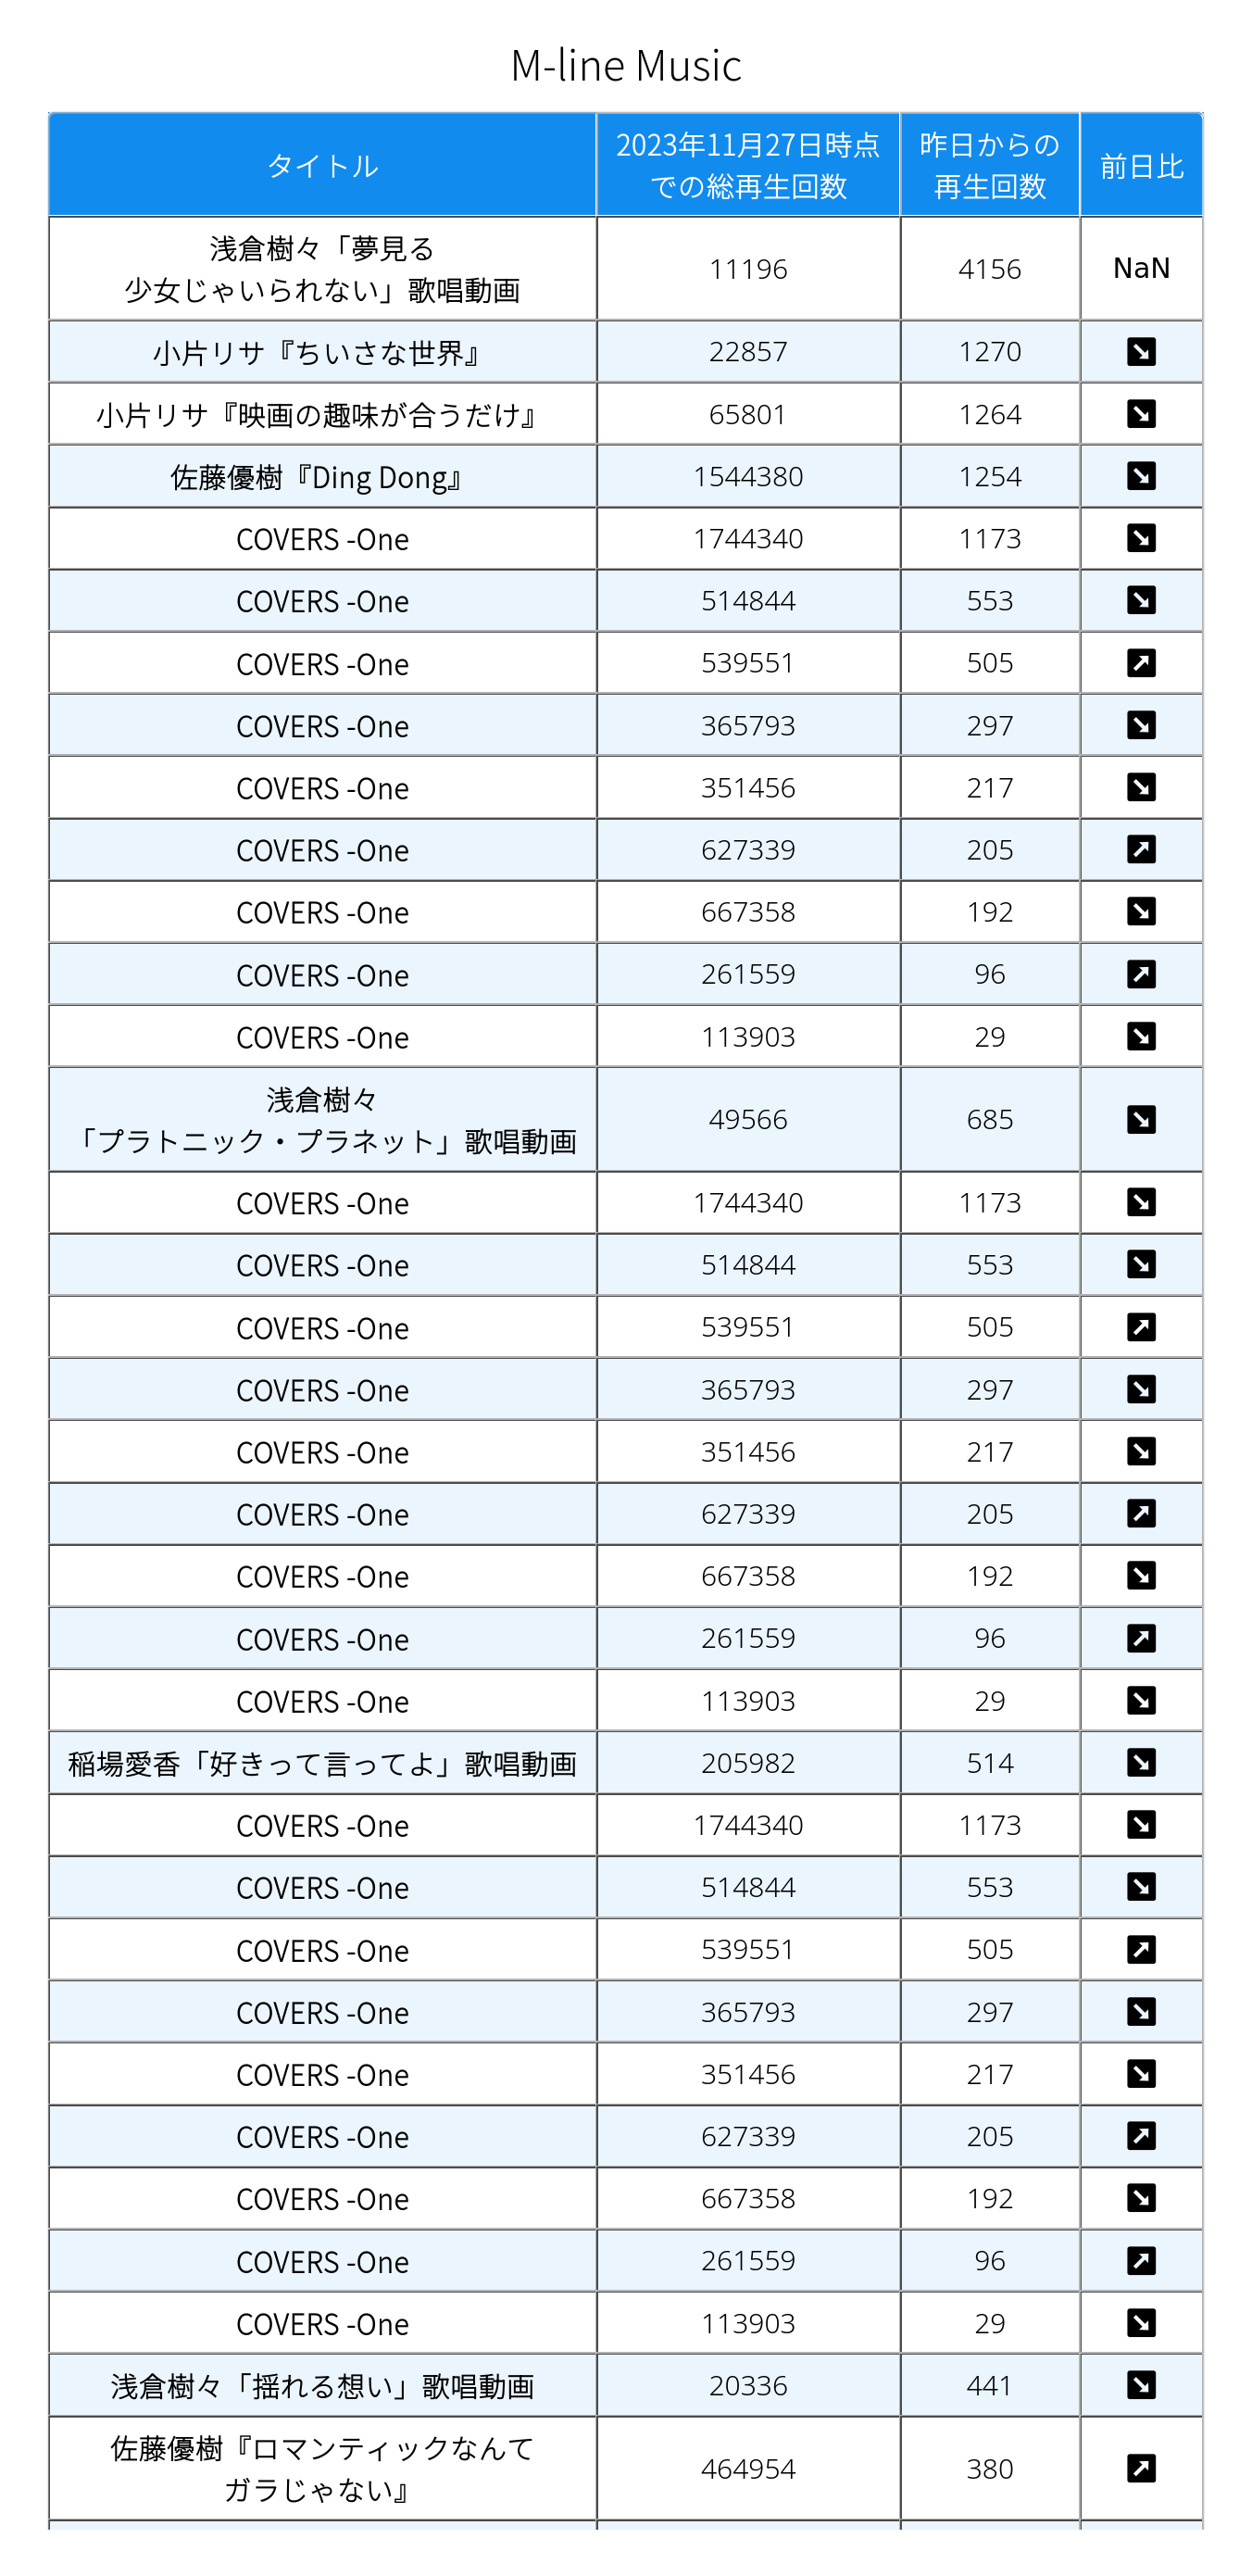 M-line Music
タイトル 2023年11月27日時点 昨日からの 前日比
での総再生回数 再生回数
浅倉樹々「夢見る
少女じゃいられない」歌唱動画 11196 4156 NaN
小片リサ『ちいさな世界』 22857 1270
小片リサ『映画の趣味が合うだけ』 65801 1264
佐藤優樹『Ding Dong』 1544380 1254
COVERS -One 1744340 1173
COVERS -One 514844 553
COVERS -One 539551 505
COVERS -One 365793 297
COVERS -One 351456 217
COVERS -One 627339 205
COVERS -One 667358 192
COVERS -One 261559 96
COVERS -One 113903 29
浅倉樹々
「プラトニック・プラネット」歌唱動画 49566 685
COVERS -One 1744340 1173
COVERS -One 514844 553
COVERS -One 539551 505
COVERS -One 365793 297
COVERS -One 351456 217
COVERS -One 627339 205
COVERS -One 667358 192
COVERS -One 261559 96
COVERS -One 113903 29
稲場愛香「好きって言ってよ」歌唱動画 205982 514
COVERS -One 1744340 1173
COVERS -One 514844 553
COVERS -One 539551 505
COVERS -One 365793 297
COVERS -One 351456 217
COVERS -One 627339 205
COVERS -One 667358 192
COVERS -One 261559 96
COVERS -One 113903 29
浅倉樹々「揺れる想い」歌唱動画 20336 441
佐藤優樹『ロマンティックなんて
ガラじゃない』 464954 380